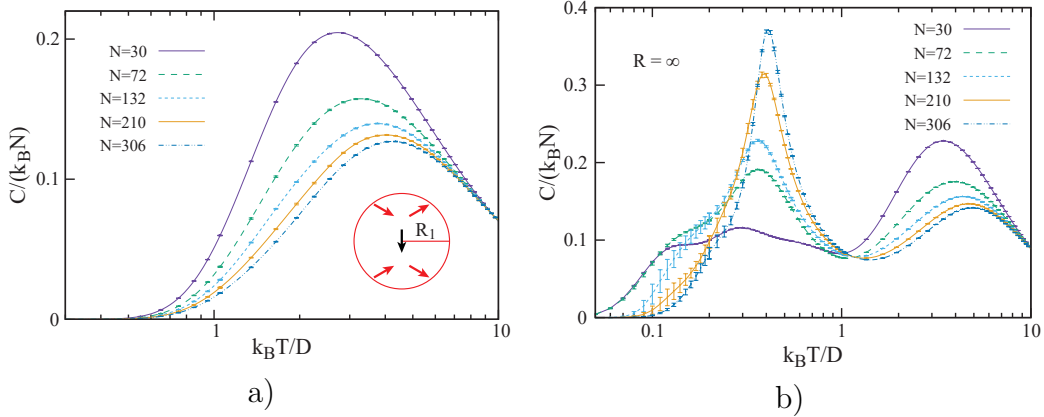 0.2
0.1
0
C/(k_BN)
N=30
N=72
N=132
N=210
N=306
R_1
1
10
k_BT/D
a)
0.4
0.3
0.2
0.1
0
C/(k_BN)
R = ∞
N=30
N=72
N=132
N=210
N=306
0.1
1
10
k_BT/D
b)